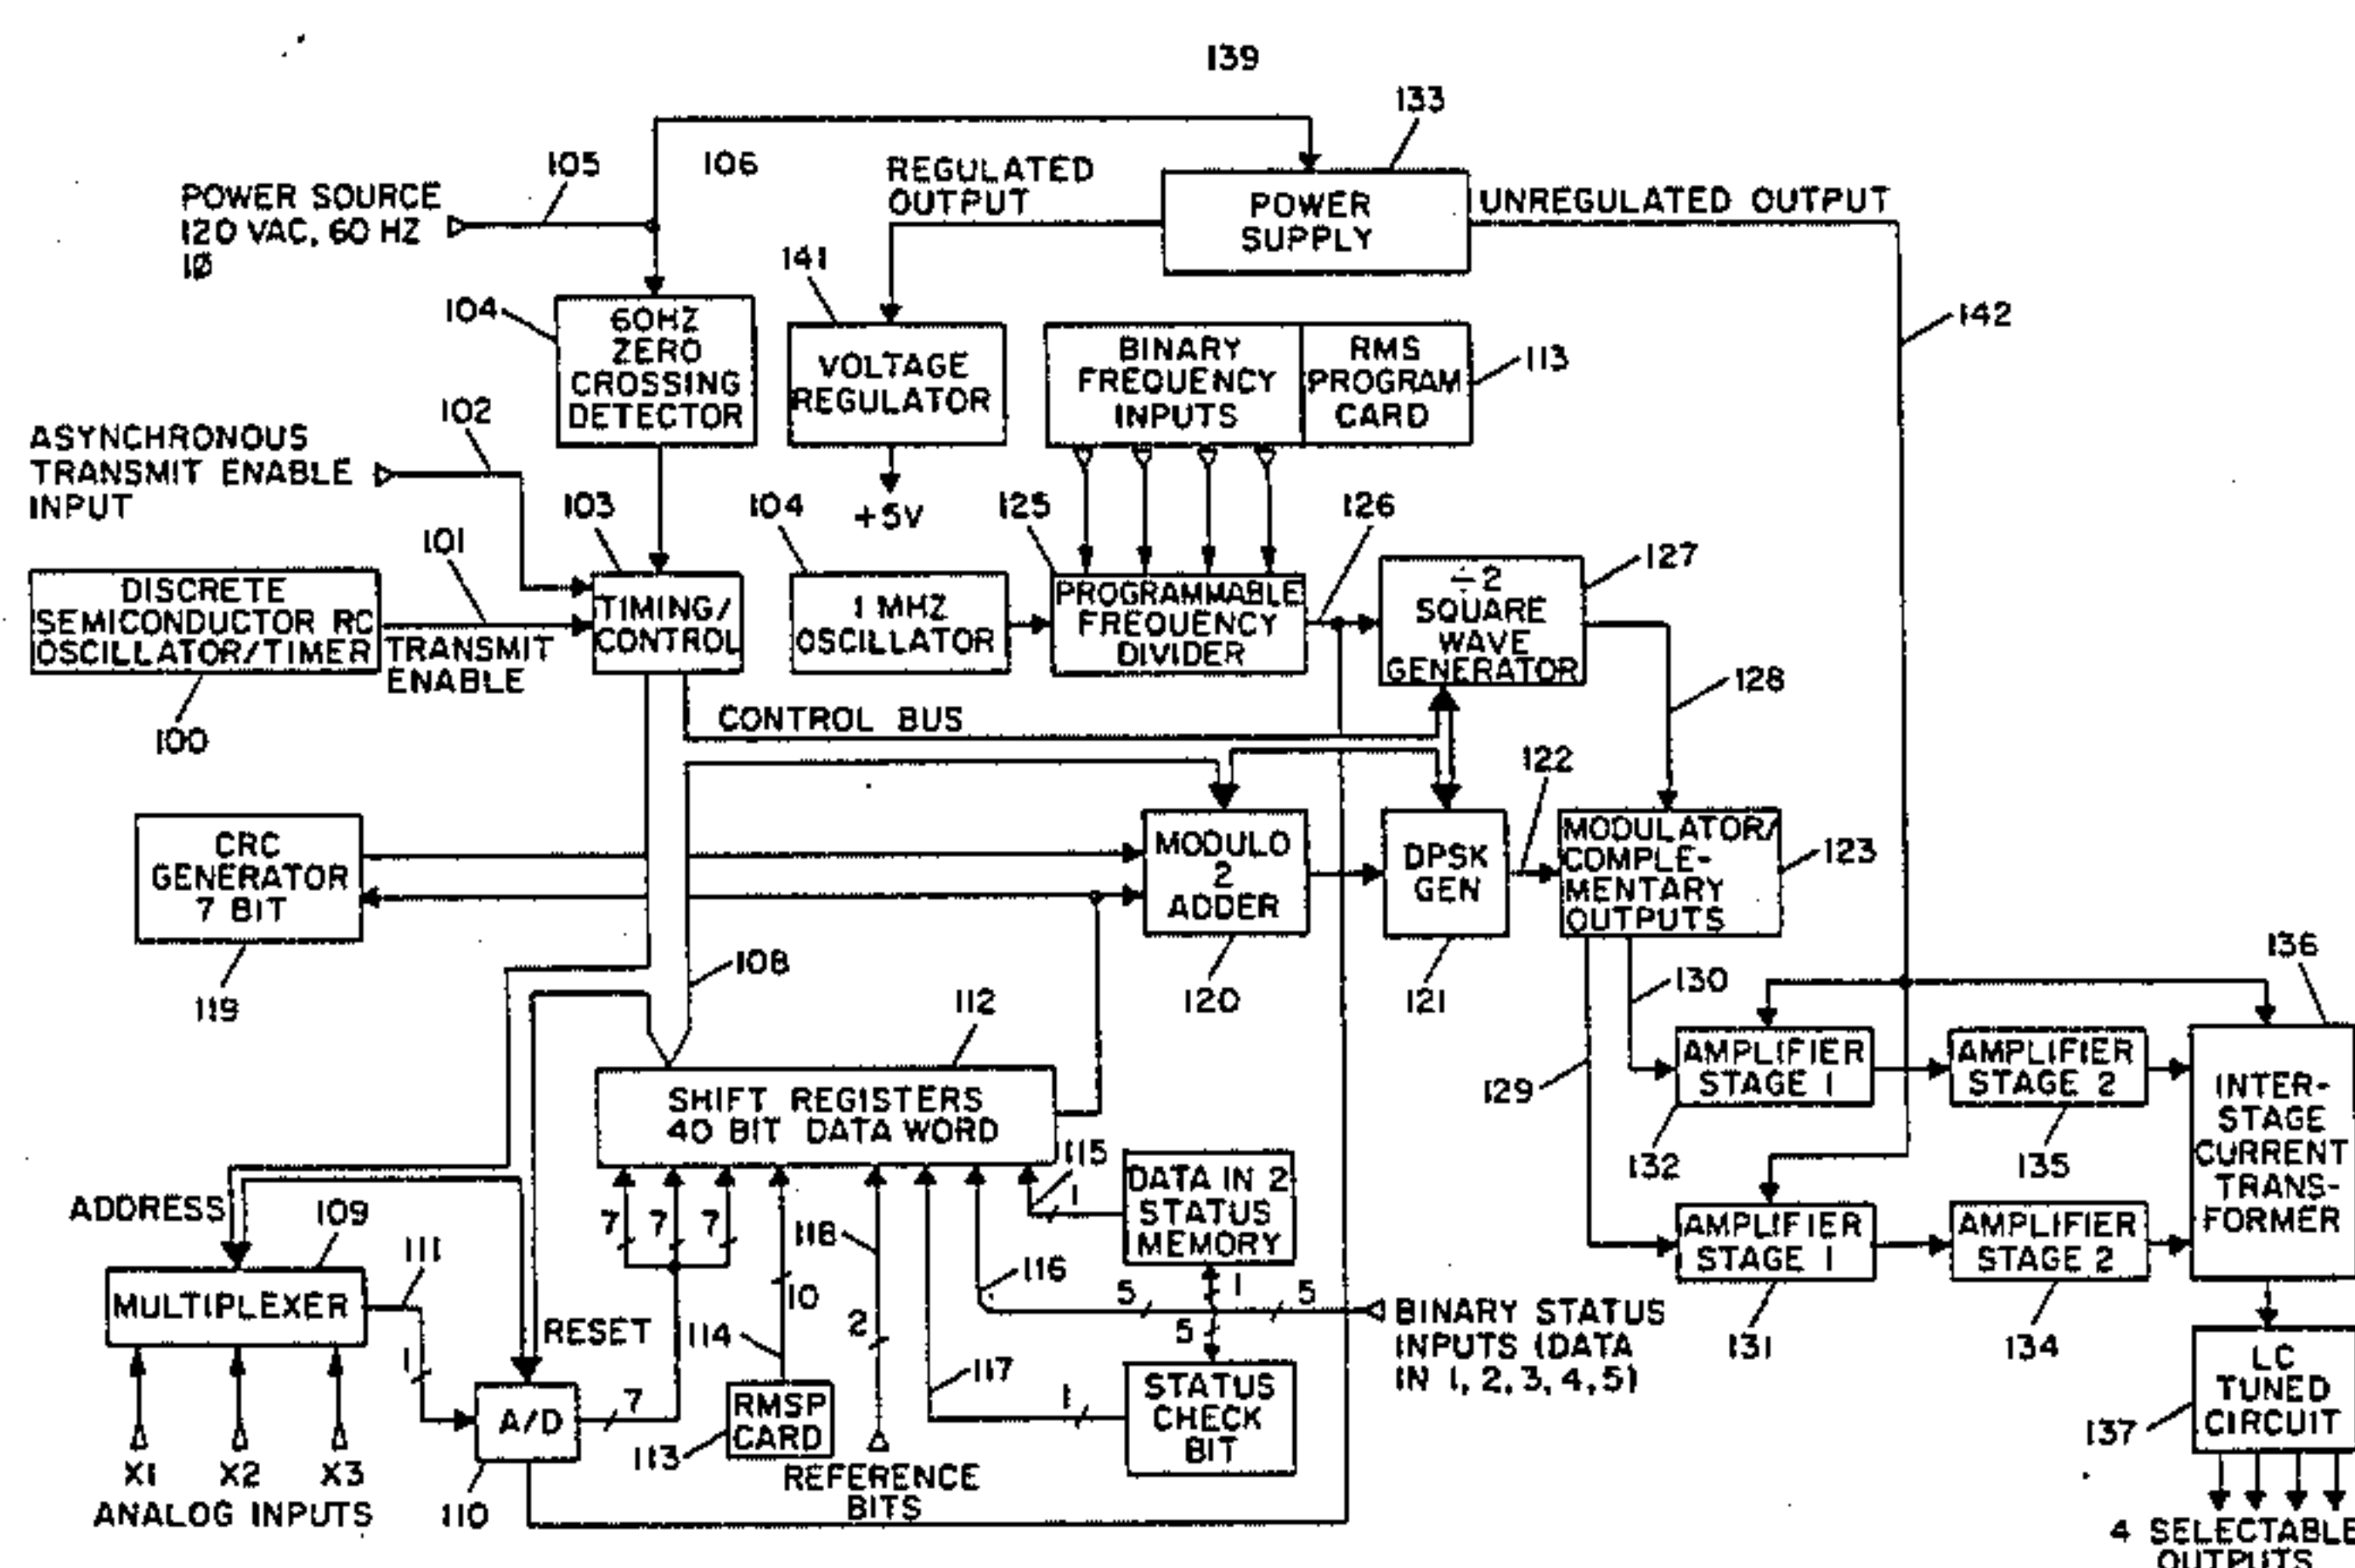 139
133
105
106
REGULATED
OUTPUT
POWER SOURCE
120 VAC, 60 HZ
1Ø
POWER
SUPPLY
UNREGULATED OUTPUT
141
104
60HZ
ZERO
CROSSING
DETECTOR
VOLTAGE
REGULATOR
BINARY
FREQUENCY
INPUTS
RMS
PROGRAM
CARD
113
142
102
ASYNCHRONOUS
TRANSMIT ENABLE
INPUT
103
104
+5V
125
126
101
127
DISCRETE
SEMICONDUCTOR RC
OSCILLATOR/TIMER
TRANSMIT
ENABLE
TIMING/
CONTROL
1 MHZ
OSCILLATOR
PROGRAMMABLE
FREQUENCY
DIVIDER
÷2
SQUARE
WAVE
GENERATOR
128
100
CONTROL BUS
122
CRC
GENERATOR
7 BIT
MODULO
2
ADDER
DPSK
GEN
MODULATOR/
COMPLE-
MENTARY
OUTPUTS
123
119
108
112
120
121
130
136
129
AMPLIFIER
STAGE 1
AMPLIFIER
STAGE 2
132
135
SHIFT REGISTERS
40 BIT DATA WORD
115
INTER-
STAGE
CURRENT
TRANS-
FORMER
ADDRESS
109
111
7
7
7
118
1
DATA IN 2
STATUS
MEMORY
AMPLIFIER
STAGE 1
AMPLIFIER
STAGE 2
131
134
MULTIPLEXER
1
RESET
10
114
2
116
5
1
5
5
BINARY STATUS
INPUTS (DATA
IN 1, 2, 3, 4, 5)
117
A/D
7
RMSP
CARD
113
1
STATUS
CHECK
BIT
LC
TUNED
CIRCUIT
137
X1
X2
X3
ANALOG INPUTS
110
REFERENCE
BITS
4 SELECTABLE
OUTPUTS